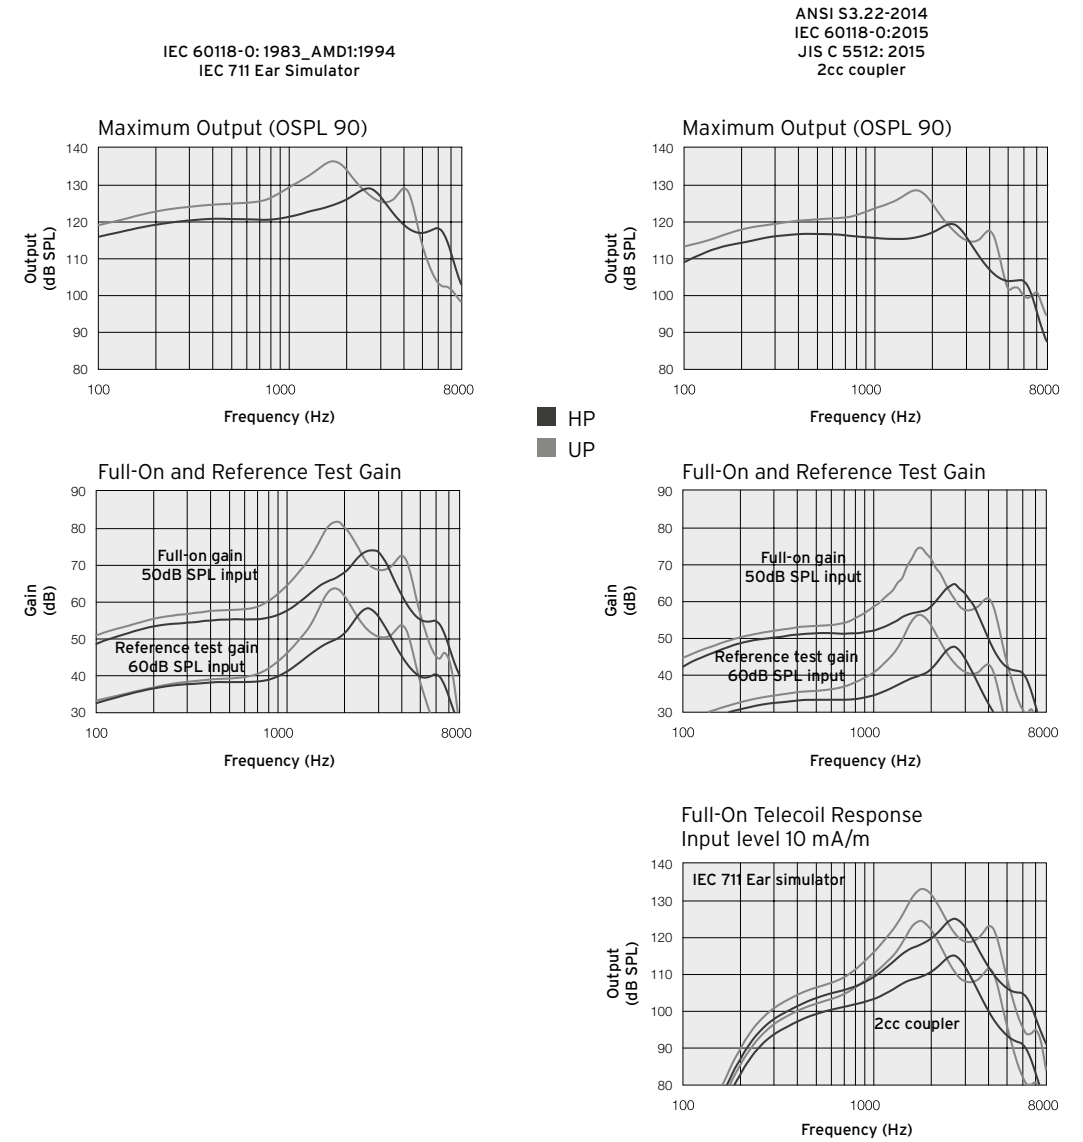 IEC 60118-0: 1983_AMD1:1994
IEC 711 Ear Simulator
ANSI S3.22-2014
IEC 60118-0:2015
JIS C 5512: 2015
2cc coupler
Maximum Output (OSPL 90)
140
130
120
110
100
90
80
Output
(dB SPL)
100
1000
8000
Frequency (Hz)
Maximum Output (OSPL 90)
140
130
120
110
100
90
80
Output
(dB SPL)
100
1000
8000
Frequency (Hz)
HP
UP
Full-On and Reference Test Gain
90
80
70
60
50
40
30
Gain
(dB)
Full-on gain
50dB SPL input
Reference test gain
60dB SPL input
100
1000
8000
Frequency (Hz)
Full-On and Reference Test Gain
90
80
70
60
50
40
30
Gain
(dB)
Full-on gain
50dB SPL input
Reference test gain
60dB SPL input
100
1000
8000
Frequency (Hz)
Full-On Telecoil Response
Input level 10 mA/m
140
130
120
110
100
90
80
Output
(dB SPL)
IEC 711 Ear simulator
2cc coupler
100
1000
8000
Frequency (Hz)